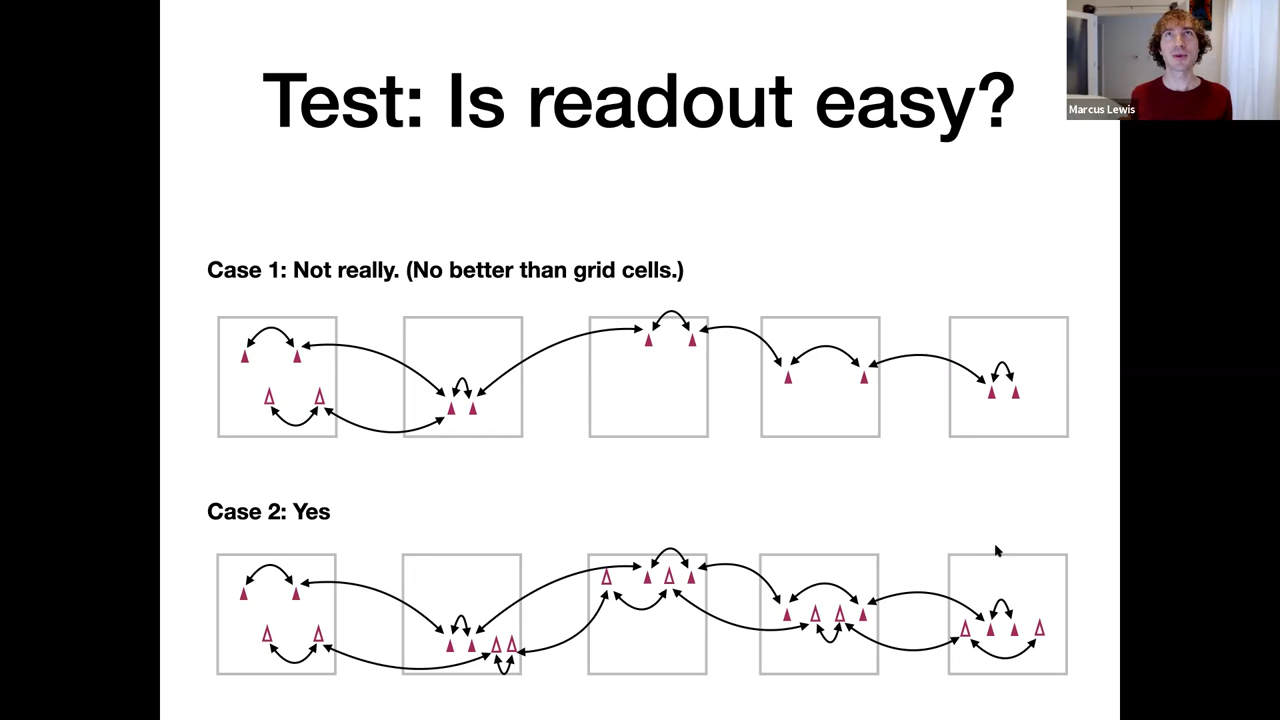 Test: Is readout easy?
Marcus Lewis
Case 1: Not really. (No better than grid cells.)
Case 2: Yes